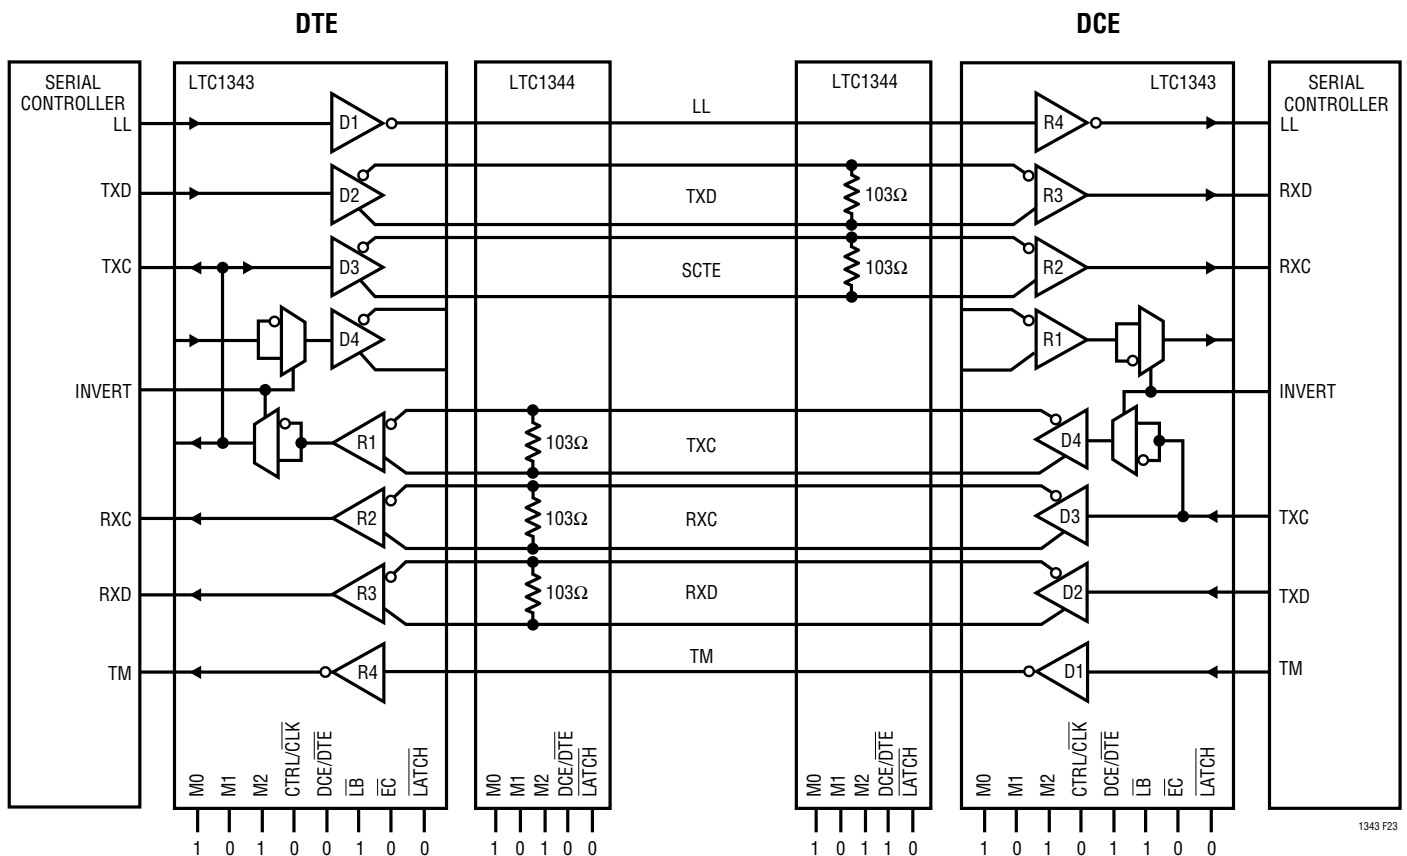 DTE
DCE
SERIAL
CONTROLLER
LTC1343
LTC1344
LTC1344
LTC1343
SERIAL
CONTROLLER
LL
D1
LL
R4
LL
TXD
D2
TXD
103Ω
R3
RXD
TXC
D3
SCTE
103Ω
R2
RXC
D4
R1
INVERT
INVERT
R1
103Ω
TXC
D4
RXC
R2
103Ω
RXC
D3
TXC
RXD
R3
103Ω
RXD
D2
TXD
TM
R4
TM
D1
TM
M0
M1
M2
CTRL/CLK
DCE/DTE
LB
EC
LATCH
M0
M1
M2
DCE/DTE
LATCH
M0
M1
M2
DCE/DTE
LATCH
M0
M1
M2
CTRL/CLK
DCE/DTE
LB
EC
LATCH
1 0 1 0 0 1 0 0
1 0 1 0 0
1 0 1 1 0
1 0 1 0 1 1 0 0
1343 F23